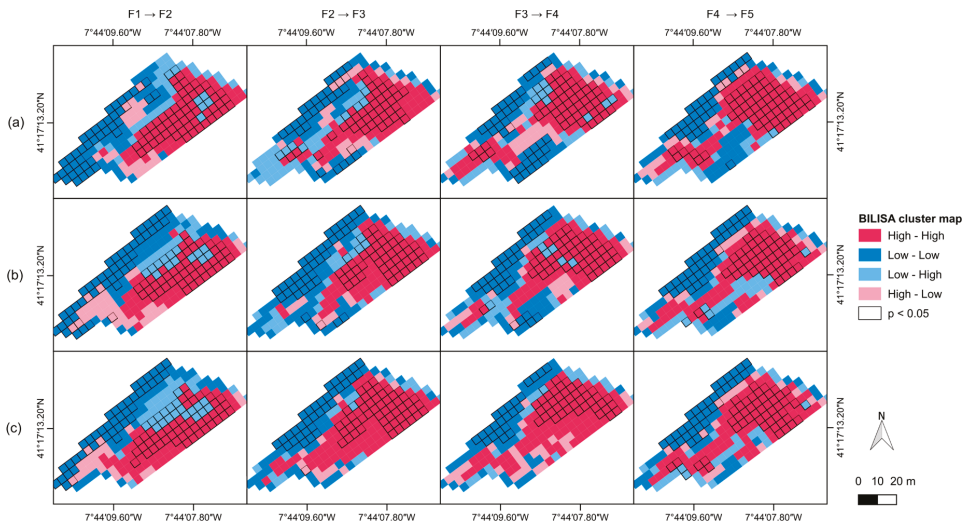 F1 → F2
F2 → F3
F3 → F4
F4 → F5
7°44'09.60"W 7°44'07.80"W
7°44'09.60"W 7°44'07.80"W
7°44'09.60"W 7°44'07.80"W
7°44'09.60"W 7°44'07.80"W
(a)
41°17'13.20"N
41°17'13.20"N
(b)
41°17'13.20"N
41°17'13.20"N
(c)
41°17'13.20"N
41°17'13.20"N
7°44'09.60"W 7°44'07.80"W
7°44'09.60"W 7°44'07.80"W
7°44'09.60"W 7°44'07.80"W
7°44'09.60"W 7°44'07.80"W
BILISA cluster map
High - High
Low - Low
Low - High
High - Low
p < 0.05
N
0 10 20 m